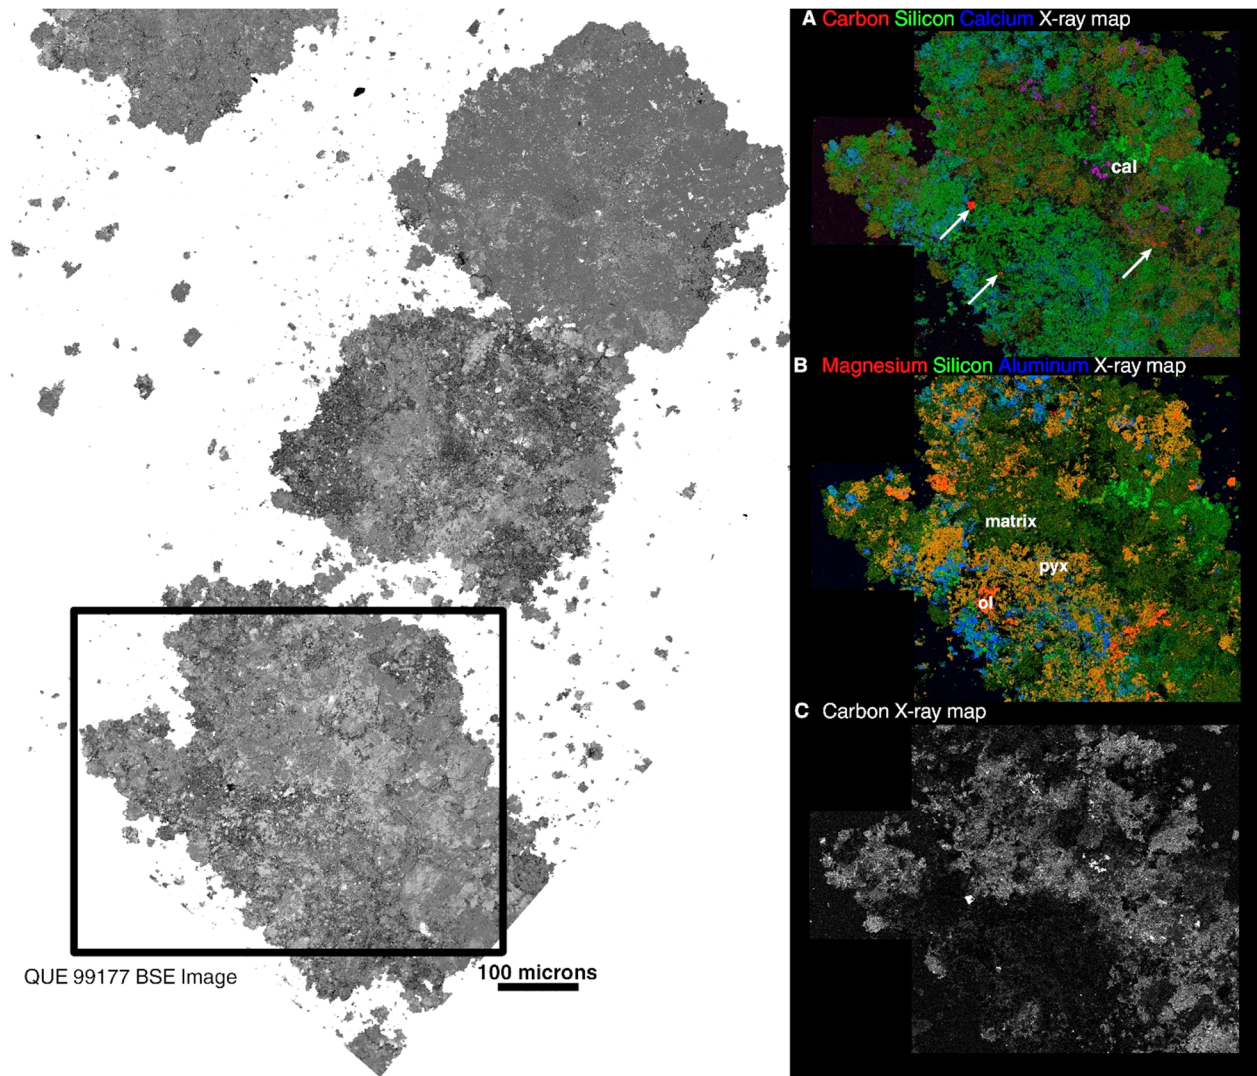 A Carbon Silicon Calcium X-ray map
cal
B Magnesium Silicon Aluminum X-ray map
matrix
pyx
ol
C Carbon X-ray map
QUE 99177 BSE Image
100 microns